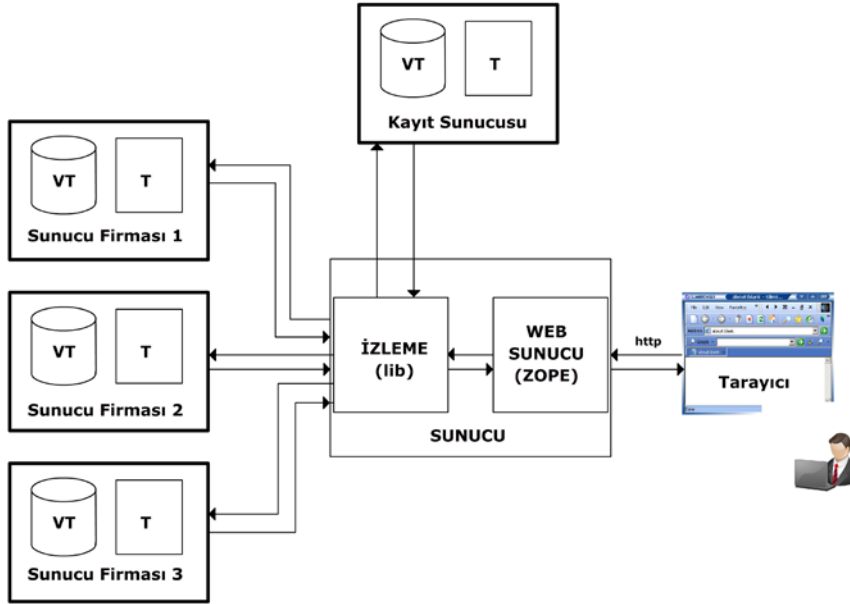 VT
T
Kayıt Sunucusu
VT
T
Sunucu Firması 1
VT
T
Sunucu Firması 2
VT
T
Sunucu Firması 3
İZLEME
(lib)
WEB
SUNUCU
(ZOPE)
SUNUCU
http
Tarayıcı